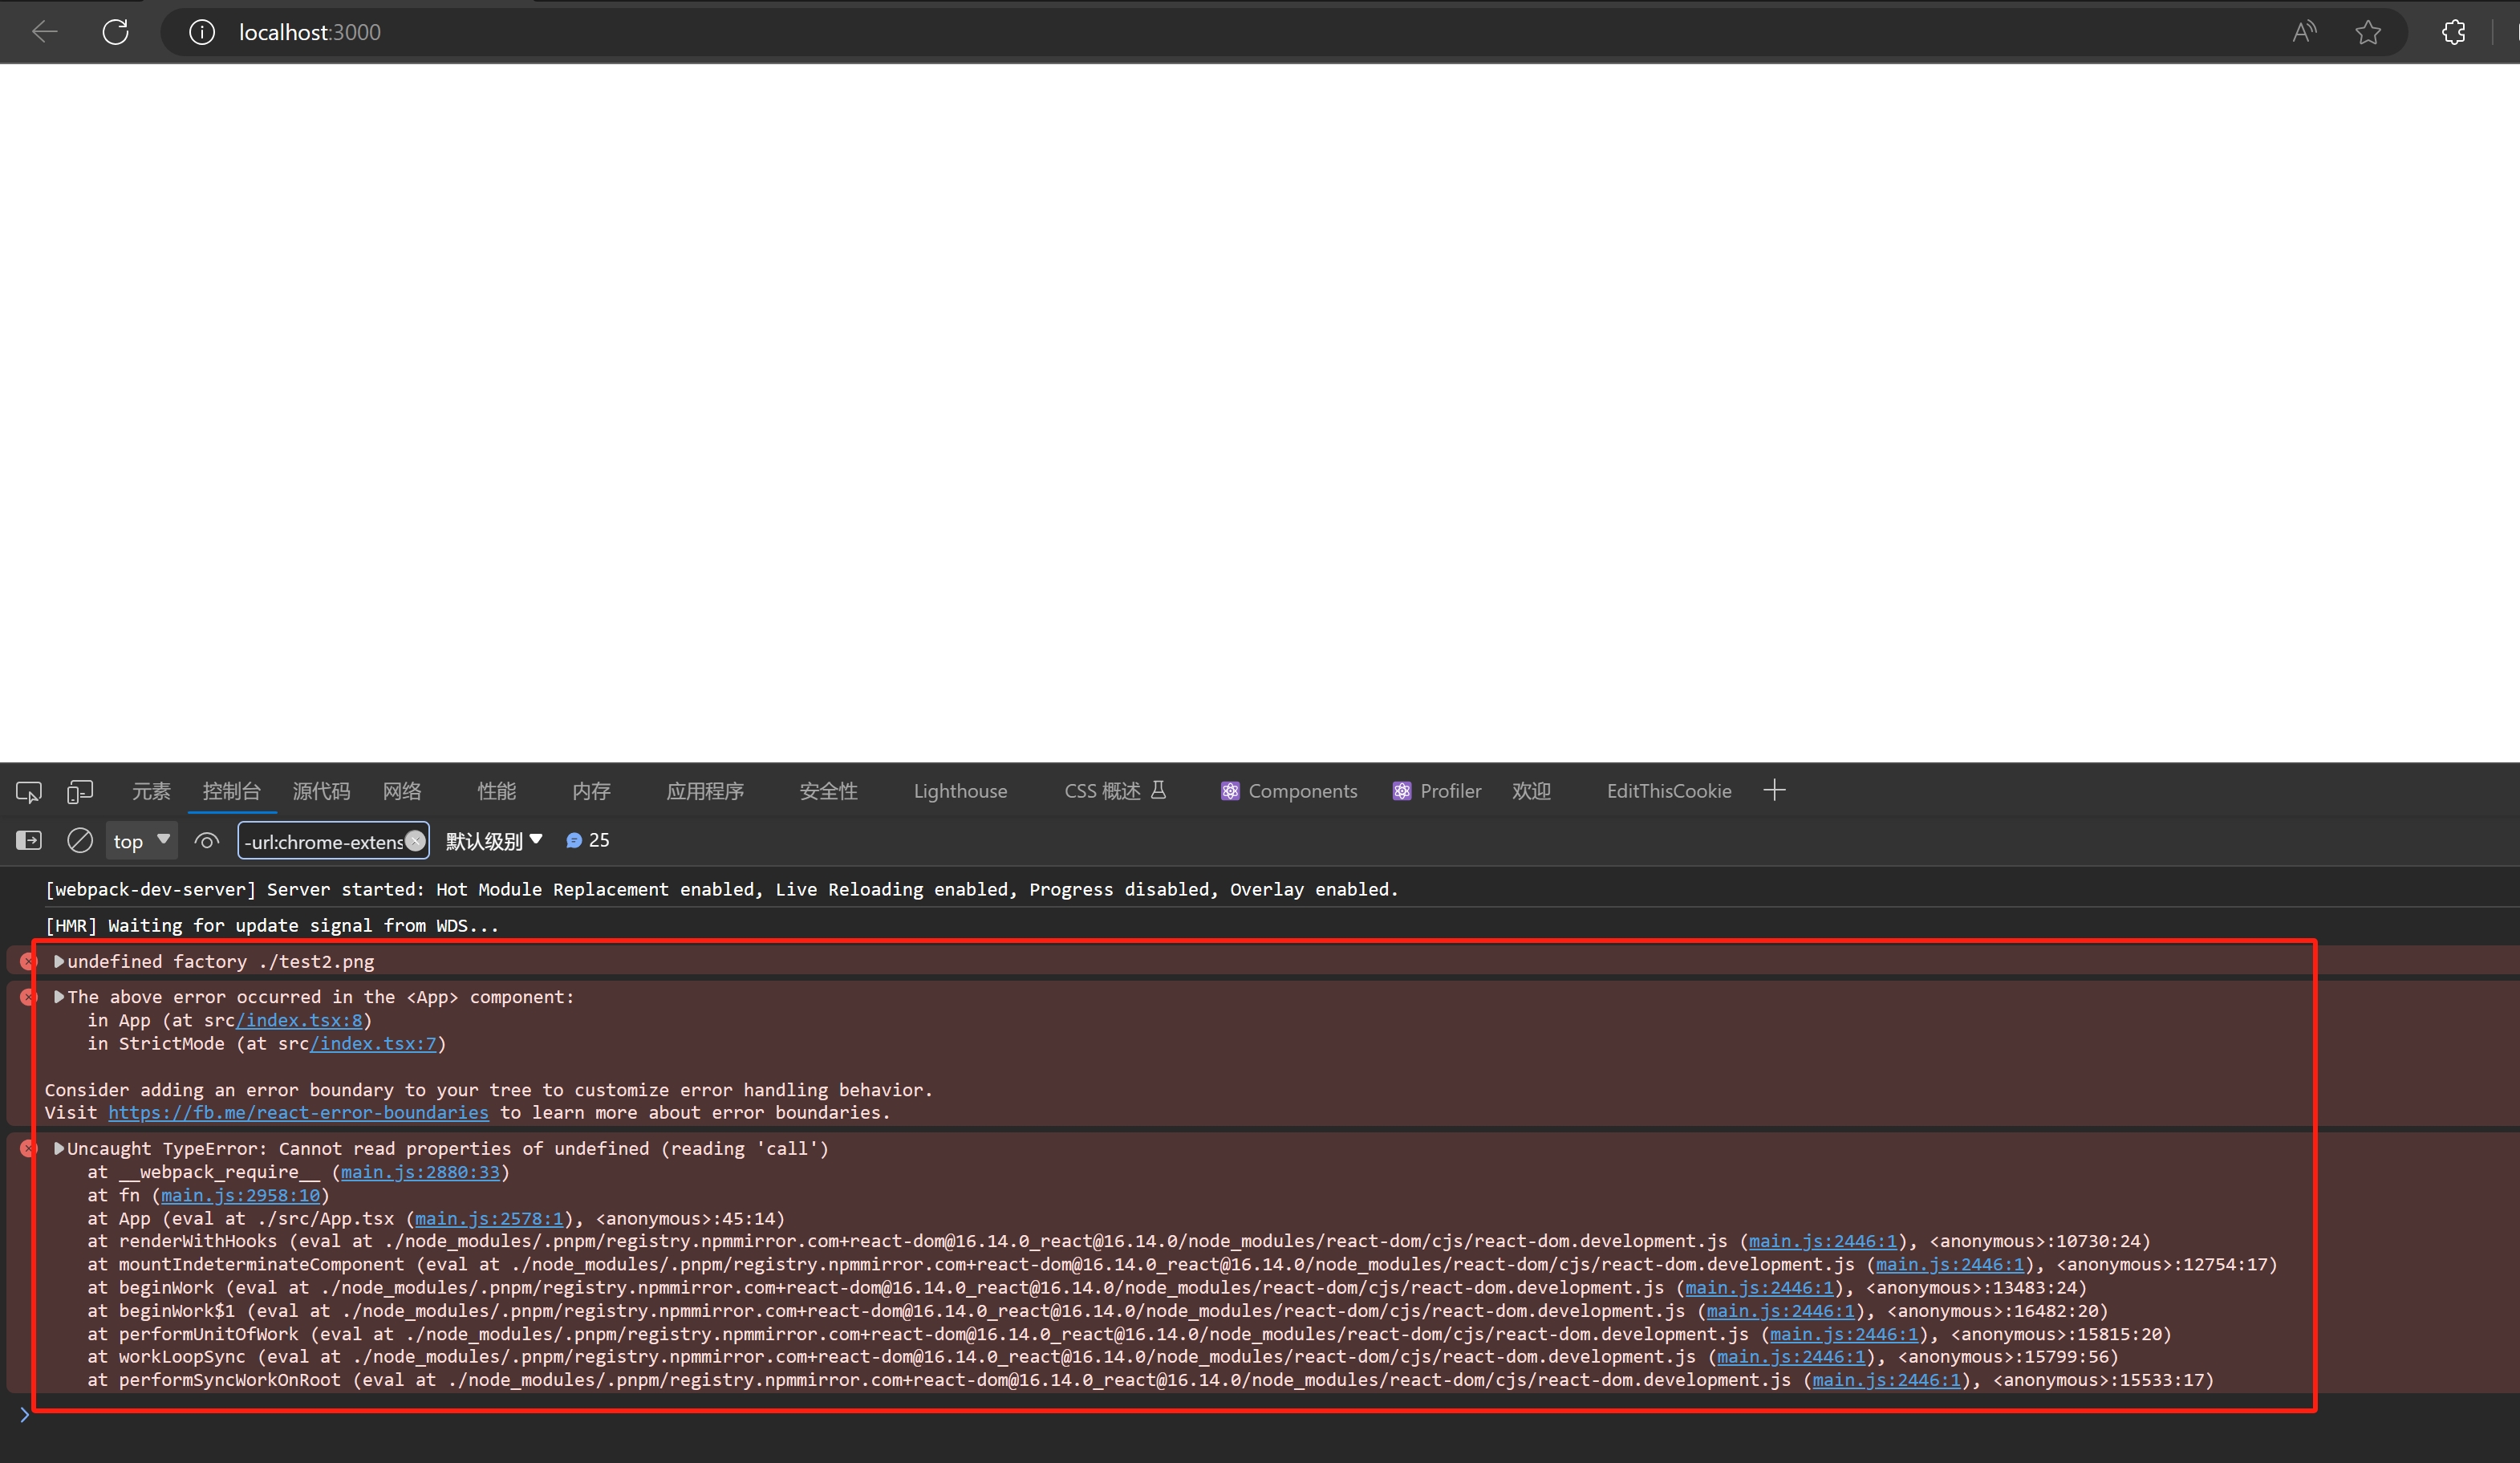 localhost:3000
元素 控制台 源代码 网络 性能 内存 应用程序 安全性 Lighthouse CSS 概述 Components Profiler 欢迎 EditThisCookie
top -url:chrome-extens 默认级别 25
[webpack-dev-server] Server started: Hot Module Replacement enabled, Live Reloading enabled, Progress disabled, Overlay enabled.
[HMR] Waiting for update signal from WDS...
undefined factory ./test2.png
The above error occurred in the <App> component:
in App (at src/index.tsx:8)
in StrictMode (at src/index.tsx:7)
Consider adding an error boundary to your tree to customize error handling behavior.
Visit https://fb.me/react-error-boundaries to learn more about error boundaries.
Uncaught TypeError: Cannot read properties of undefined (reading 'call')
at __webpack_require__ (main.js:2880:33)
at fn (main.js:2958:10)
at App (eval at ./src/App.tsx (main.js:2578:1), <anonymous>:45:14)
at renderWithHooks (eval at ./node_modules/.pnpm/registry.npmmirror.com+react-dom@16.14.0_react@16.14.0/node_modules/react-dom/cjs/react-dom.development.js (main.js:2446:1), <anonymous>:10730:24)
at mountIndeterminateComponent (eval at ./node_modules/.pnpm/registry.npmmirror.com+react-dom@16.14.0_react@16.14.0/node_modules/react-dom/cjs/react-dom.development.js (main.js:2446:1), <anonymous>:12754:17)
at beginWork (eval at ./node_modules/.pnpm/registry.npmmirror.com+react-dom@16.14.0_react@16.14.0/node_modules/react-dom/cjs/react-dom.development.js (main.js:2446:1), <anonymous>:13483:24)
at beginWork$1 (eval at ./node_modules/.pnpm/registry.npmmirror.com+react-dom@16.14.0_react@16.14.0/node_modules/react-dom/cjs/react-dom.development.js (main.js:2446:1), <anonymous>:16482:20)
at performUnitOfWork (eval at ./node_modules/.pnpm/registry.npmmirror.com+react-dom@16.14.0_react@16.14.0/node_modules/react-dom/cjs/react-dom.development.js (main.js:2446:1), <anonymous>:15815:20)
at workLoopSync (eval at ./node_modules/.pnpm/registry.npmmirror.com+react-dom@16.14.0_react@16.14.0/node_modules/react-dom/cjs/react-dom.development.js (main.js:2446:1), <anonymous>:15799:56)
at performSyncWorkOnRoot (eval at ./node_modules/.pnpm/registry.npmmirror.com+react-dom@16.14.0_react@16.14.0/node_modules/react-dom/cjs/react-dom.development.js (main.js:2446:1), <anonymous>:15533:17)